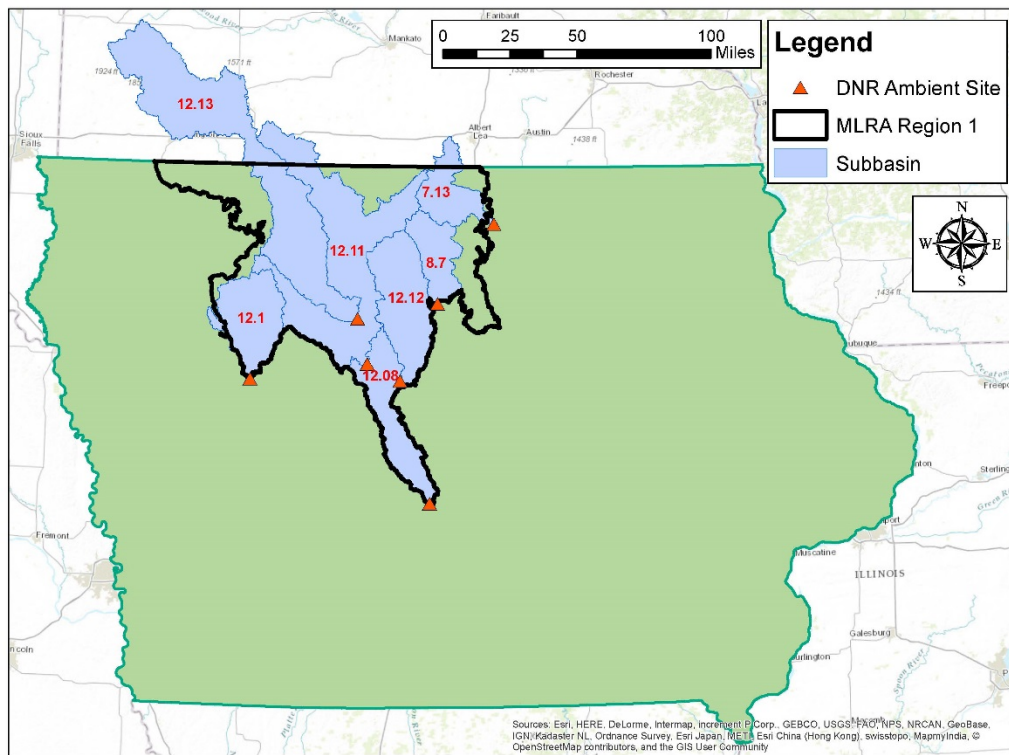 Faribault
Mankato
1571 ft
1924 ft
Rochester
Albert
Lea
Austin
1438 ft
Sioux
Falls
0 25 50 100
Miles
Legend
DNR Ambient Site
MLRA Region 1
Subbasin
N
W E
S
12.13
7.13
12.11
8.7
12.12
12.1
12.08
1434 ft
Fremont
Muscatine
ILLINOIS
Galesburg
Sources: Esri, HERE, DeLorme, Intermap, increment P Corp., GEBCO, USGS, FAO, NPS, NRCAN, GeoBase,
IGN, Kadaster NL, Ordnance Survey, Esri Japan, METI, Esri China (Hong Kong), swisstopo, MapmyIndia, ©
OpenStreetMap contributors, and the GIS User Community